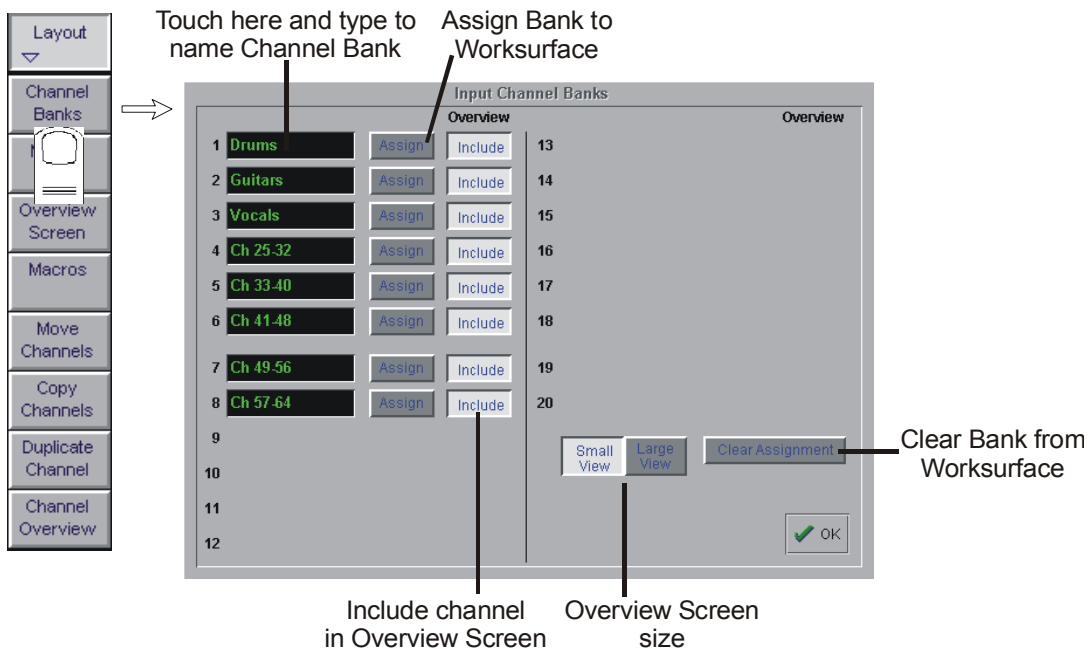 Touch here and type to
name Channel Bank
Assign Bank to
Worksurface
Layout
Channel
Banks
Overview
Screen
Macros
Move
Channels
Copy
Channels
Duplicate
Channel
Channel
Overview
Input Channel Banks
Overview
Overview
1 Drums Assign Include
2 Guitars Assign Include
3 Vocals Assign Include
4 Ch 25-32 Assign Include
5 Ch 33-40 Assign Include
6 Ch 41-48 Assign Include
7 Ch 49-56 Assign Include
8 Ch 57-64 Assign Include
9
10
11
12
13
14
15
16
17
18
19
20
Small
View
Large
View
Clear Assignment
OK
Clear Bank from
Worksurface
Include channel
in Overview Screen
Overview Screen
size